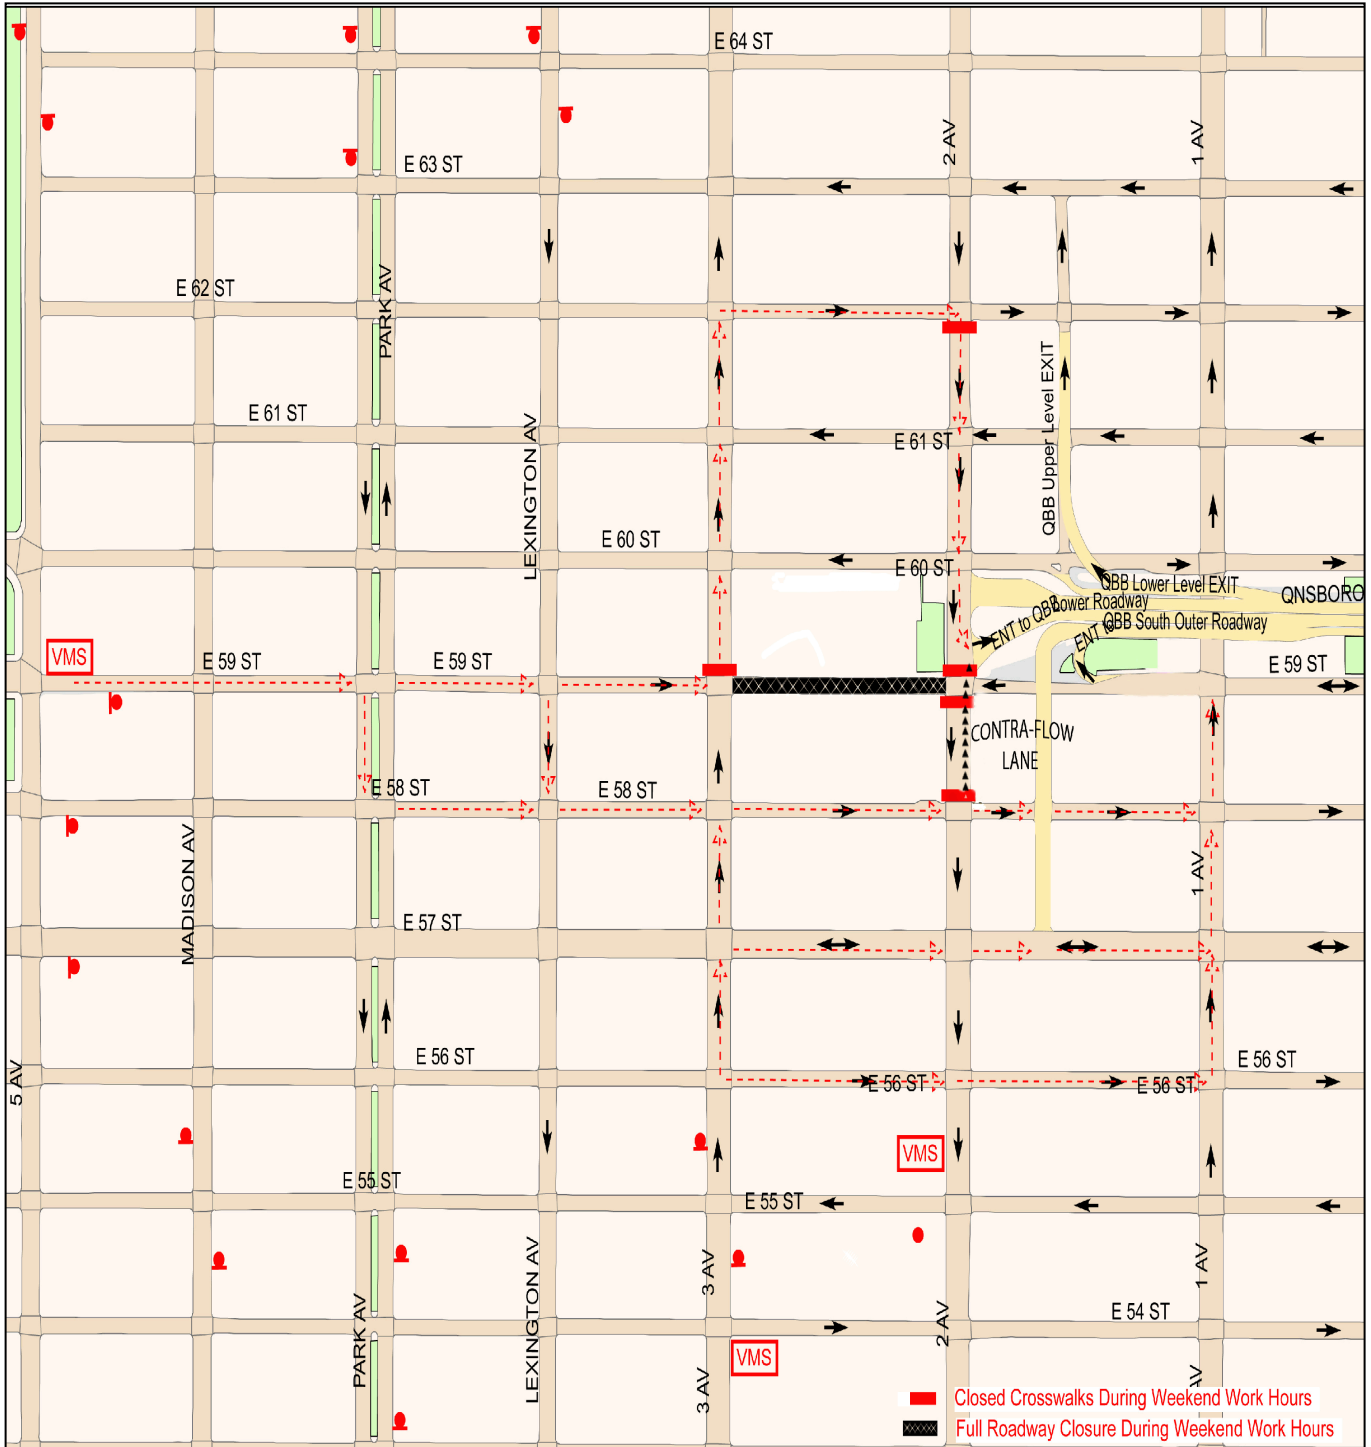 E 64 ST
2 AV
1 AV
E 63 ST
E 62 ST
PARK AV
QBB Upper Level EXIT
E 61 ST
LEXINGTON AV
E 61 ST
E 60 ST
E 60 ST
QBB Lower Level EXIT
QNSBORO
ENT to QBB
Lower Roadway
ENT to
QBB South Outer Roadway
VMS
E 59 ST
E 59 ST
E 59 ST
CONTRA-FLOW
LANE
E 58 ST
E 58 ST
MADISON AV
1 AV
E 57 ST
5 AV
E 56 ST
E 56 ST
E 56 ST
E 56 ST
VMS
E 55 ST
E 55 ST
LEXINGTON AV
3 AV
1 AV
PARK AV
2 AV
E 54 ST
VMS
3 AV
AV
Closed Crosswalks During Weekend Work Hours
Full Roadway Closure During Weekend Work Hours